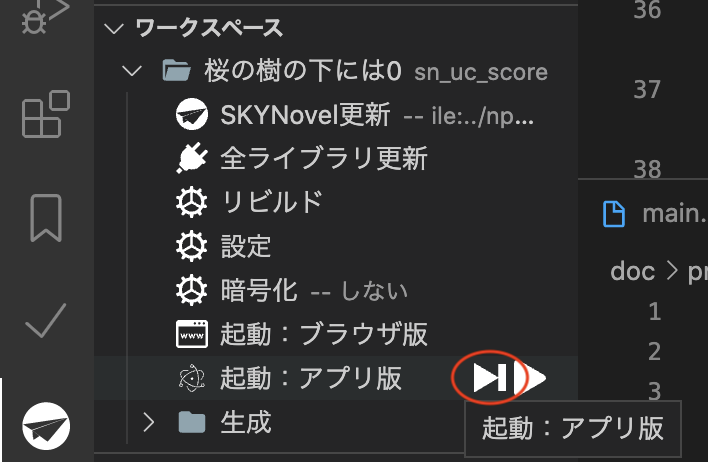 36
ワークスペース
桜の樹の下には0 sn_uc_score
37
SKYNovel更新 -- ile:../np...
全ライブラリ更新
38
リビルド
main.
設定
doc > pr
暗号化 -- しない
1
www
起動：ブラウザ版
2
起動：アプリ版
3
生成
起動：アプリ版